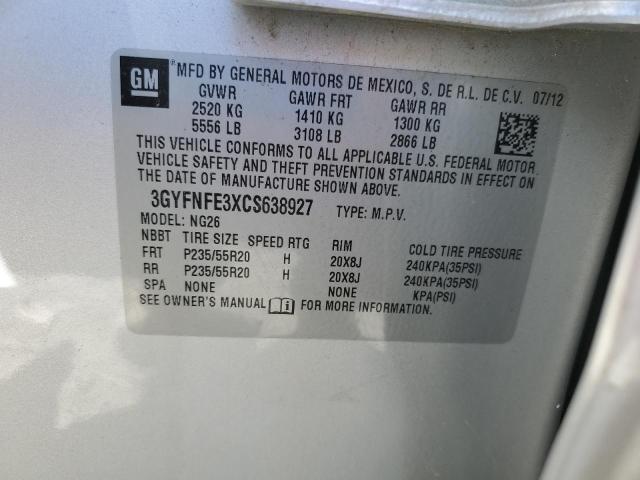 GM ® MFD BY GENERAL MOTORS DE MEXICO, S. DE R.L. DE C.V. 07/12
GVWR GAWR FRT GAWR RR
2520 KG 1410 KG 1300 KG
5556 LB 3108 LB 2866 LB
THIS VEHICLE CONFORMS TO ALL APPLICABLE U.S. FEDERAL MOTOR
VEHICLE SAFETY AND THEFT PREVENTION STANDARDS IN EFFECT ON
THE DATE OF MANUFACTURE SHOWN ABOVE.
3GYFNFE3XCS638927 TYPE: M.P.V.
MODEL: NG26
NBBT TIRE SIZE SPEED RTG RIM COLD TIRE PRESSURE
FRT P235/55R20 H 20X8J 240KPA(35PSI)
RR P235/55R20 H 20X8J 240KPA(35PSI)
SPA NONE NONE KPA(PSI)
SEE OWNER'S MANUAL FOR MORE INFORMATION.